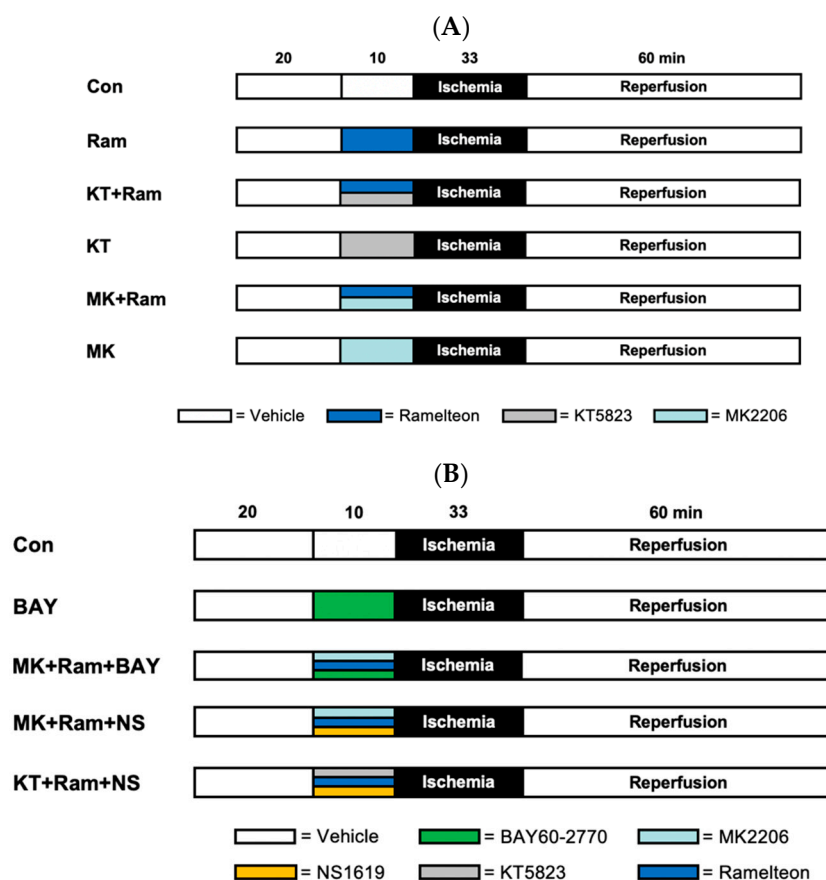 (A)
20 10 33 60 min
Con Ischemia Reperfusion
Ram Ischemia Reperfusion
KT+Ram Ischemia Reperfusion
KT Ischemia Reperfusion
MK+Ram Ischemia Reperfusion
MK Ischemia Reperfusion
= Vehicle = Ramelteon = KT5823 = MK2206
(B)
20 10 33 60 min
Con Ischemia Reperfusion
BAY Ischemia Reperfusion
MK+Ram+BAY Ischemia Reperfusion
MK+Ram+NS Ischemia Reperfusion
KT+Ram+NS Ischemia Reperfusion
= Vehicle = BAY60-2770 = MK2206
= NS1619 = KT5823 = Ramelteon